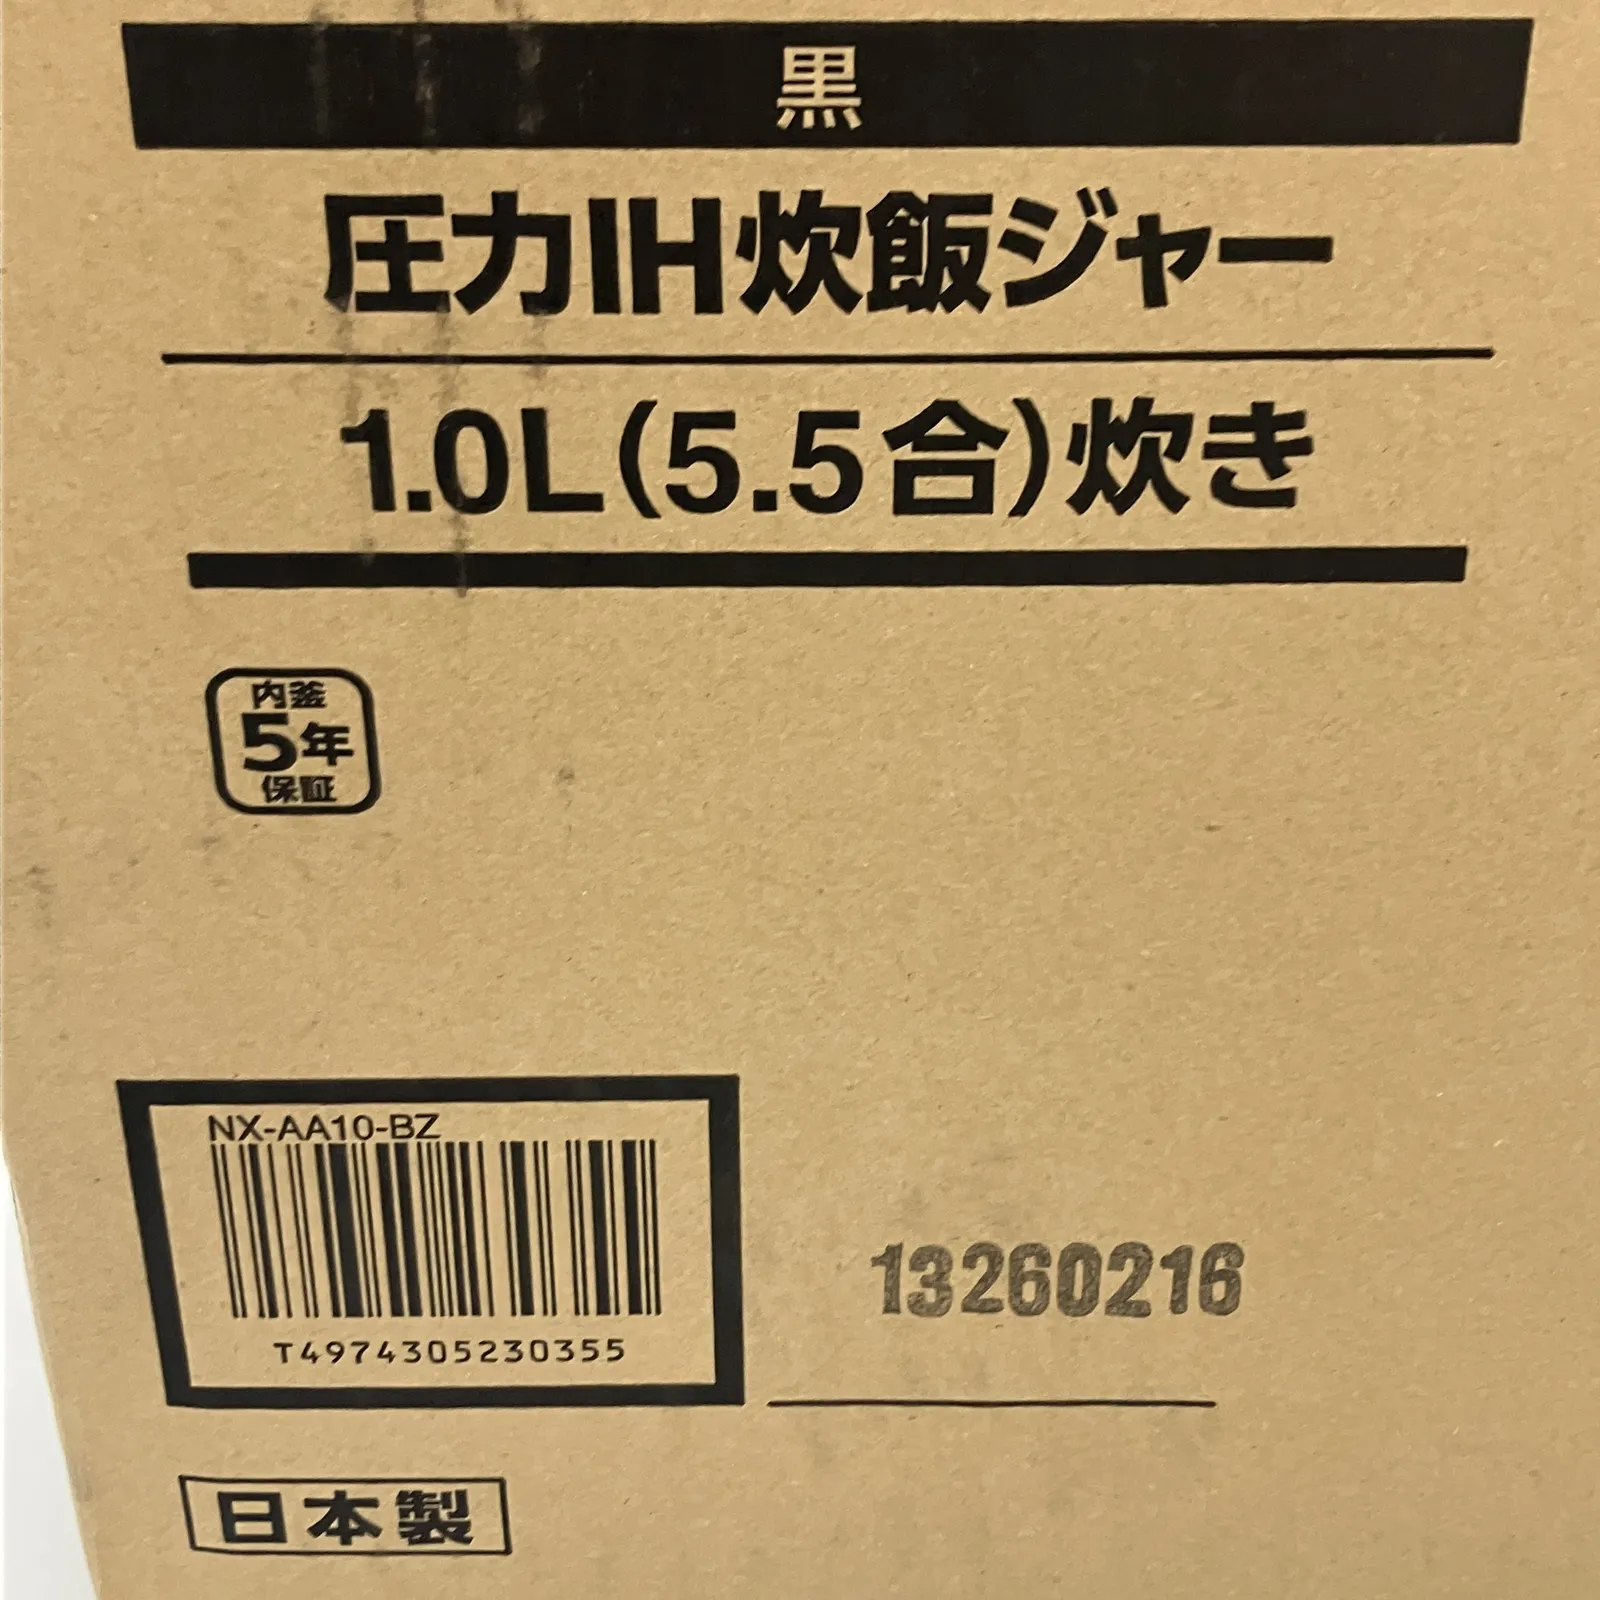 黒
圧力IH炊飯ジャー
1.0L(5.5合)炊き
内釜
5年
保証
NX-AA10-BZ
T4974305230355
13260216
日本製